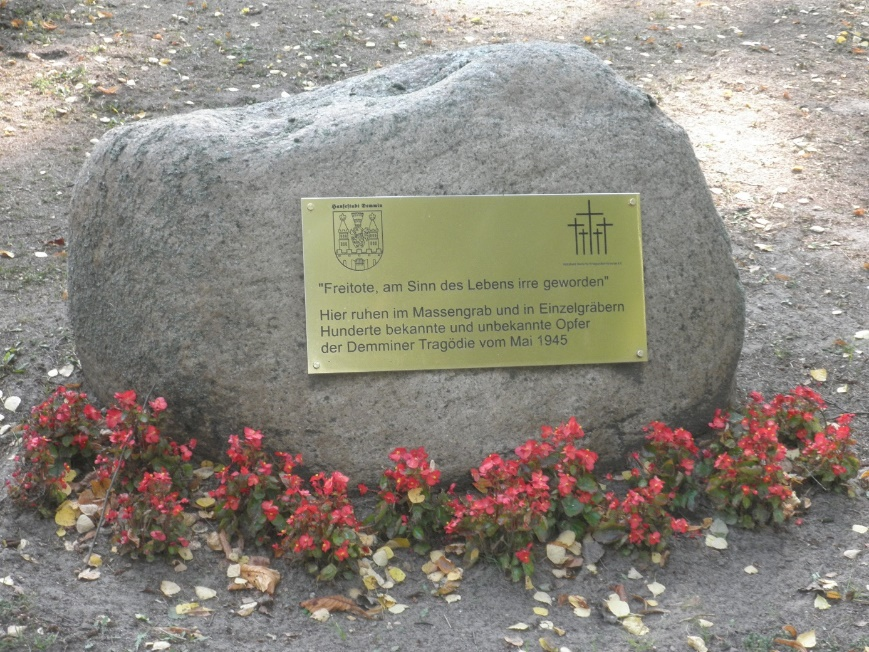 Hansestadt Demmin
"Freitote, am Sinn des Lebens irre geworden"
Hier ruhen im Massengrab und in Einzelgräbern
Hunderte bekannte und unbekannte Opfer
der Demminer Tragödie vom Mai 1945